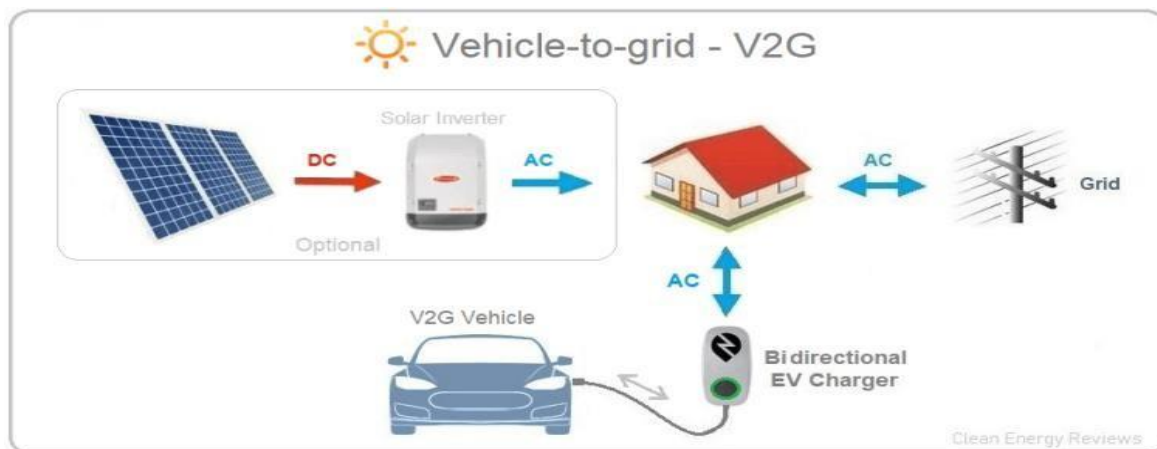 Vehicle-to-grid - V2G
Solar Inverter
DC
AC
AC
Grid
Optional
AC
V2G Vehicle
Bidirectional
EV Charger
Clean Energy Reviews